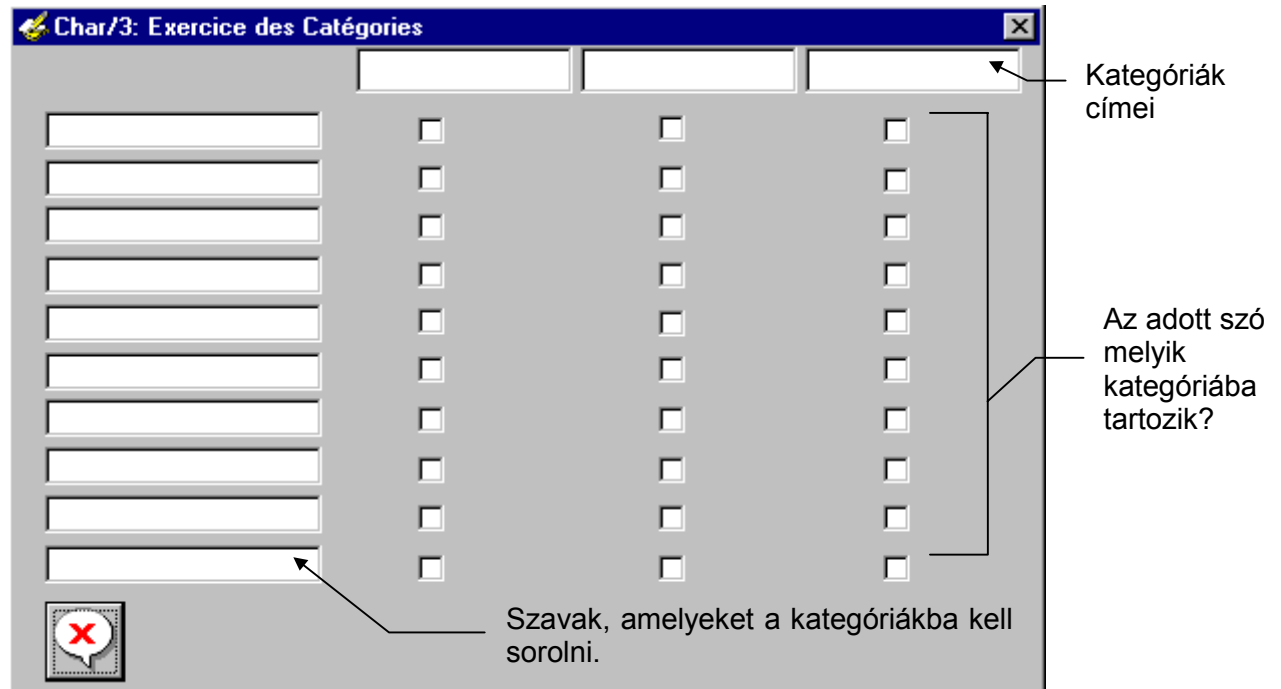 Char/3: Exercice des Catégories
Kategóriák
címei
Az adott szó
melyik
kategóriába
tartozik?
Szavak, amelyeket a kategóriákba kell
sorolni.